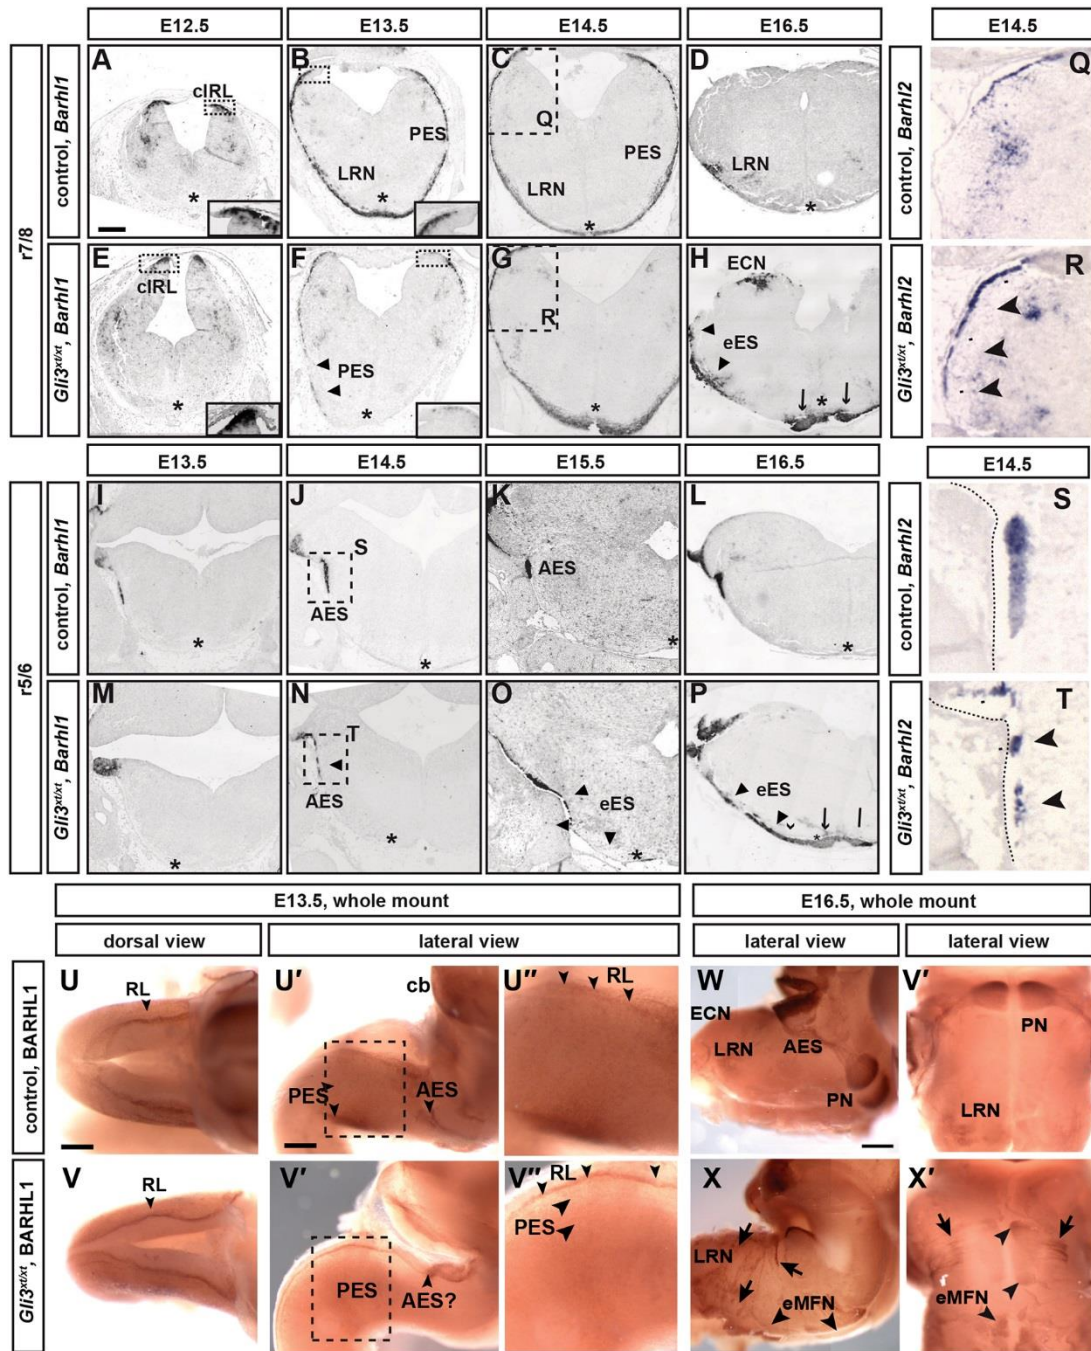 E12.5 E13.5 E14.5 E16.5 E14.5
r7/8
control, Barhl1
A cIRL *
B PES LRN *
C Q PES LRN *
D LRN *
control, Barhl2
Q
Gli3xt/xt, Barhl1
E cIRL *
F PES *
G R *
H ECN eES *
Gli3xt/xt, Barhl2
R
E13.5 E14.5 E15.5 E16.5 E14.5
r5/6
control, Barhl1
I *
J S AES *
K AES *
L *
control, Barhl2
S
Gli3xt/xt, Barhl1
M *
N T AES *
O eES *
P eES *
Gli3xt/xt, Barhl2
T
E13.5, whole mount E16.5, whole mount
dorsal view lateral view lateral view lateral view
control, BARHL1
U RL
U′ cb PES AES
U″ RL
W ECN LRN AES PN
V′ PN LRN
Gli3xt/xt, BARHL1
V RL
V′ PES AES?
V″ RL PES
X LRN eMFN
X′ eMFN